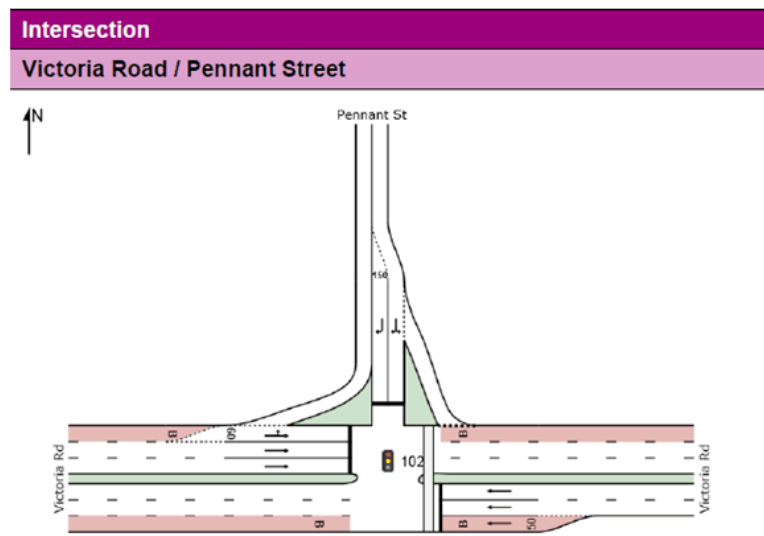 Intersection
Victoria Road / Pennant Street
N
Pennant St
150
B
60
B
102
Victoria Rd
Victoria Rd
B
B
50